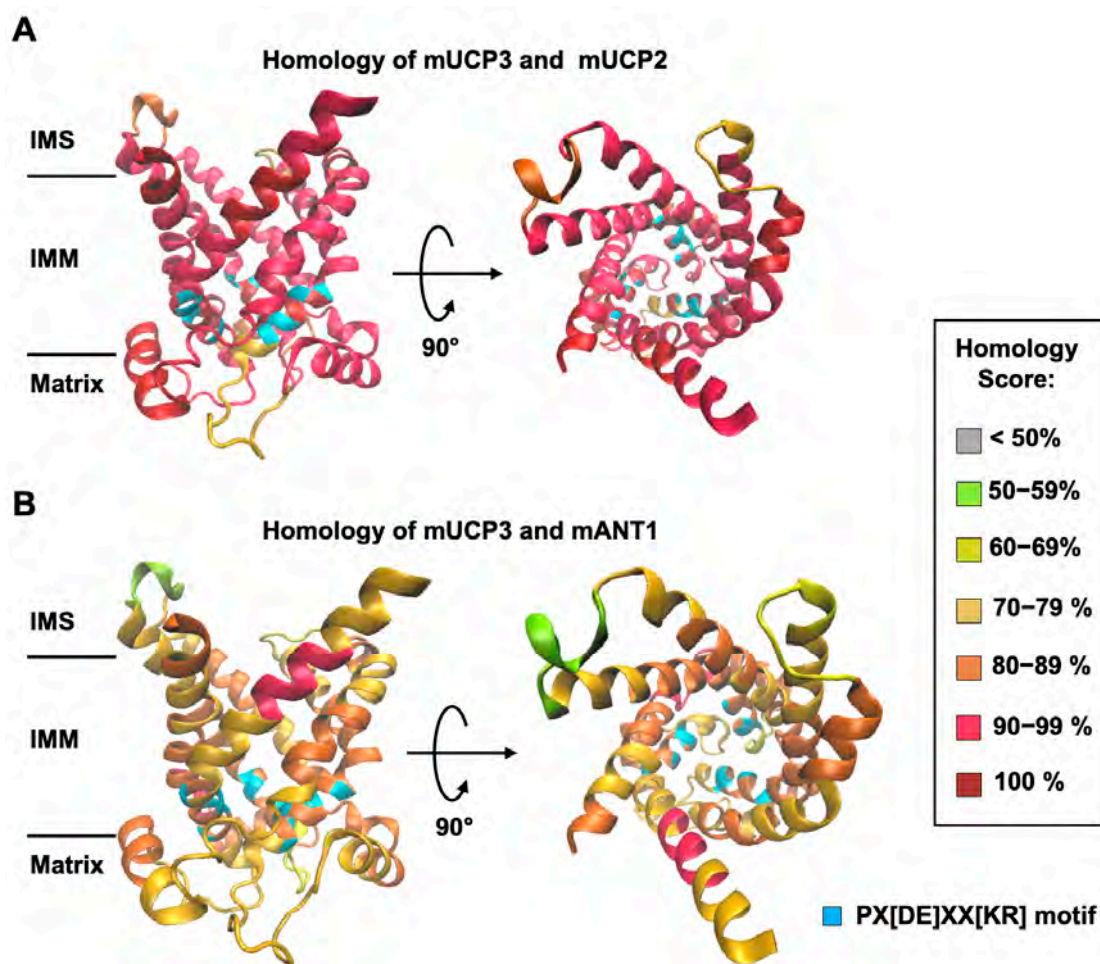 A
Homology of mUCP3 and mUCP2
IMS
IMM
Matrix
90°
B
Homology of mUCP3 and mANT1
IMS
IMM
Matrix
90°
Homology
Score:
< 50%
50–59%
60–69%
70–79 %
80–89 %
90–99 %
100 %
PX[DE]XX[KR] motif